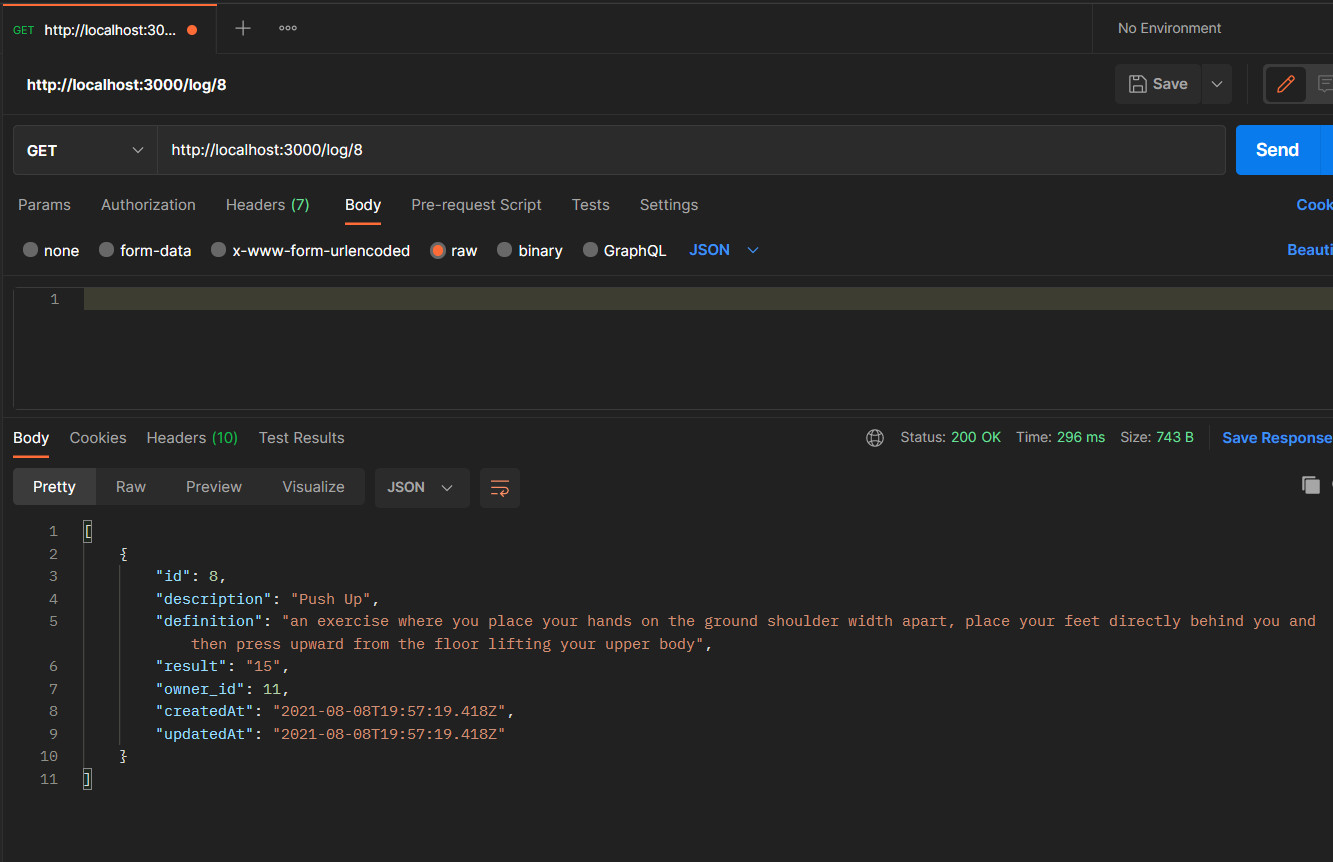 GET http://localhost:30... No Environment
http://localhost:3000/log/8 Save
GET http://localhost:3000/log/8 Send
Params Authorization Headers (7) Body Pre-request Script Tests Settings Cook
none form-data x-www-form-urlencoded raw binary GraphQL JSON Beauti
1
Body Cookies Headers (10) Test Results Status: 200 OK Time: 296 ms Size: 743 B Save Response
Pretty Raw Preview Visualize JSON
1 [
2 {
3 "id": 8,
4 "description": "Push Up",
5 "definition": "an exercise where you place your hands on the ground shoulder width apart, place your feet directly behind you and
then press upward from the floor lifting your upper body",
6 "result": "15",
7 "owner_id": 11,
8 "createdAt": "2021-08-08T19:57:19.418Z",
9 "updatedAt": "2021-08-08T19:57:19.418Z"
10 }
11 ]